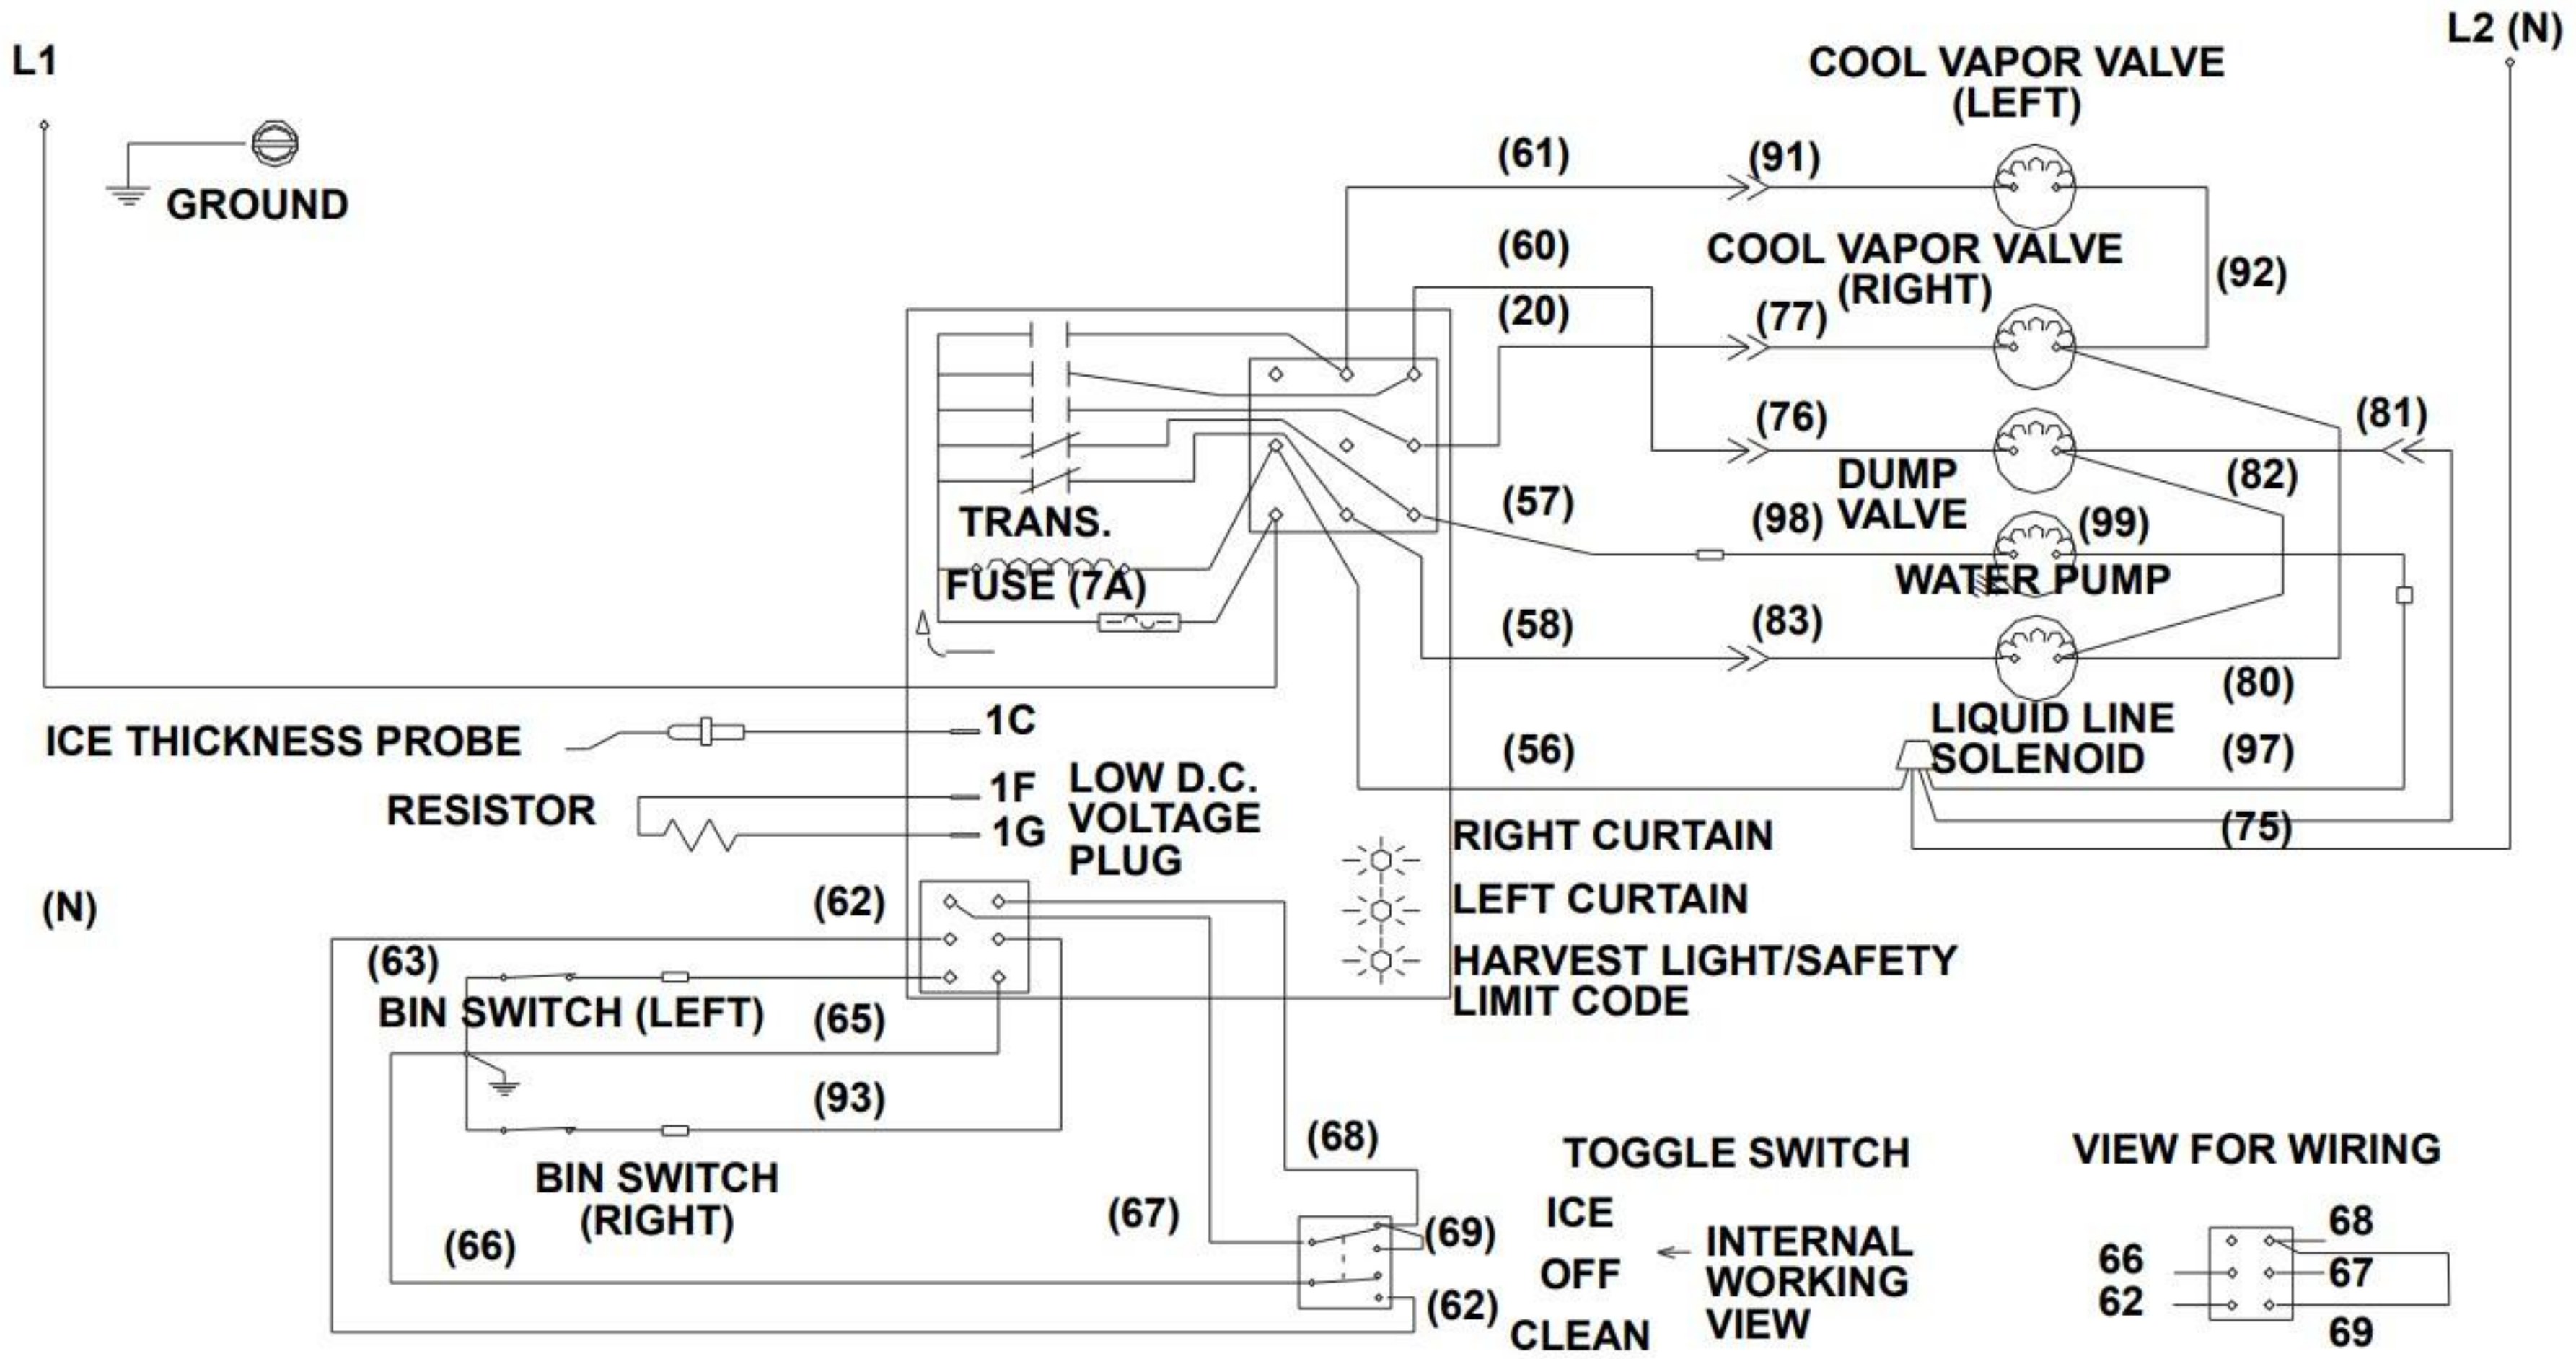 L1
L2 (N)
COOL VAPOR VALVE
(LEFT)
GROUND
(61)
(91)
(60)
COOL VAPOR VALVE
(RIGHT)
(92)
(20)
(77)
(76)
(81)
DUMP
VALVE
(82)
(57)
(98)
(99)
TRANS.
FUSE (7A)
WATER PUMP
(58)
(83)
(80)
LIQUID LINE
SOLENOID
ICE THICKNESS PROBE
1C
(56)
(97)
RESISTOR
1F
1G
LOW D.C.
VOLTAGE
PLUG
(75)
RIGHT CURTAIN
LEFT CURTAIN
HARVEST LIGHT/SAFETY
LIMIT CODE
(N)
(62)
(63)
BIN SWITCH (LEFT)
(65)
(93)
BIN SWITCH
(RIGHT)
(66)
(67)
(68)
(69)
(62)
TOGGLE SWITCH
ICE
OFF
CLEAN
INTERNAL
WORKING
VIEW
VIEW FOR WIRING
68
66
67
62
69